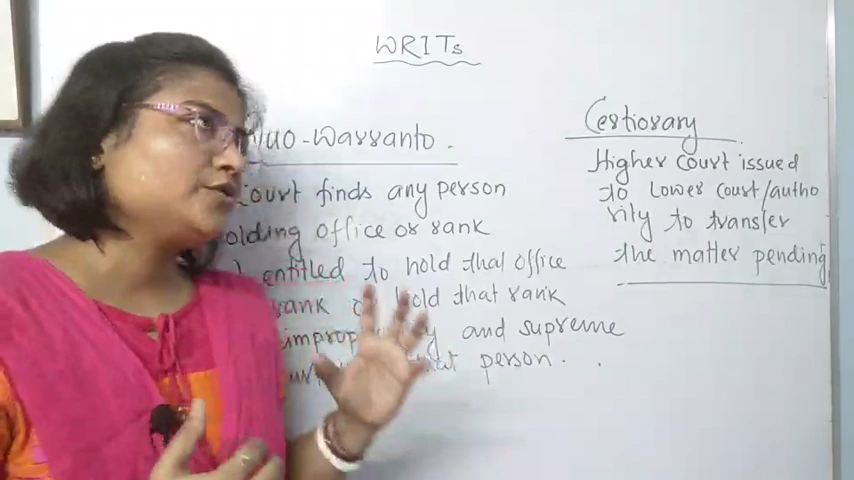 WRITs
uo-Warranto.
Court finds any person
olding office or rank
entitled to hold that office
rank hold that rank
improp y and supreme
person.
Certiorary
Higher court issued
to Lower court/autho
rity to transfer
the matter pending